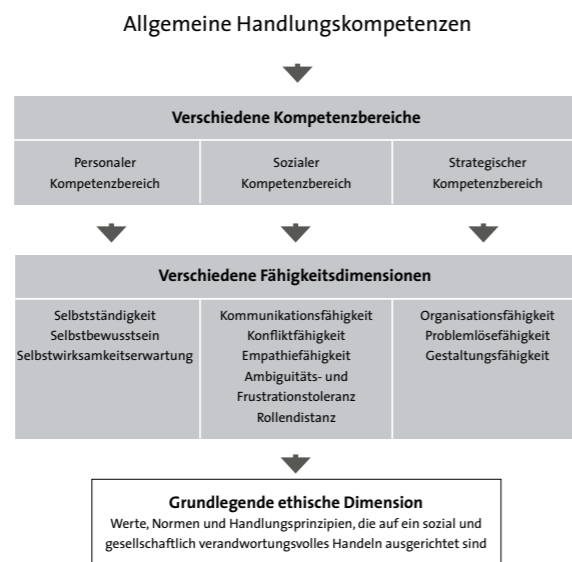 Allgemeine Handlungskompetenzen
Verschiedene Kompetenzbereiche
Personaler
Kompetenzbereich
Sozialer
Kompetenzbereich
Strategischer
Kompetenzbereich
Verschiedene Fähigkeitsdimensionen
Selbstständigkeit
Selbstbewusstsein
Selbstwirksamkeitserwartung
Kommunikationsfähigkeit
Konfliktfähigkeit
Empathiefähigkeit
Ambiguitäts- und
Frustrationstoleranz
Rollendistanz
Organisationsfähigkeit
Problemlösefähigkeit
Gestaltungsfähigkeit
Grundlegende ethische Dimension
Werte, Normen und Handlungsprinzipien, die auf ein sozial und
gesellschaftlich verandwortungsvolles Handeln ausgerichtet sind